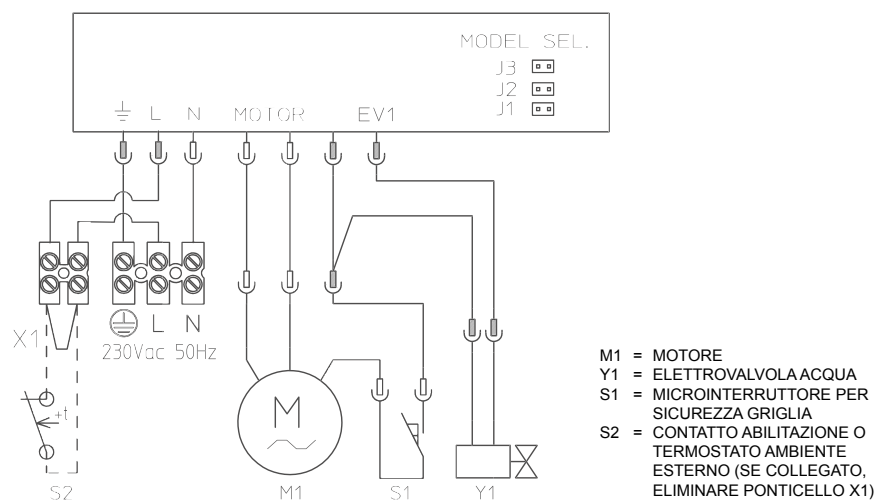 MODEL SEL.
J3
J2
J1
L N MOTOR EV1
X1
L N
230Vac 50Hz
+t
M
S2 M1 S1 Y1
M1 = MOTORE
Y1 = ELETTROVALVOLA ACQUA
S1 = MICROINTERRUTTORE PER
SICUREZZA GRIGLIA
S2 = CONTATTO ABILITAZIONE O
TERMOSTATO AMBIENTE
ESTERNO (SE COLLEGATO,
ELIMINARE PONTICELLO X1)